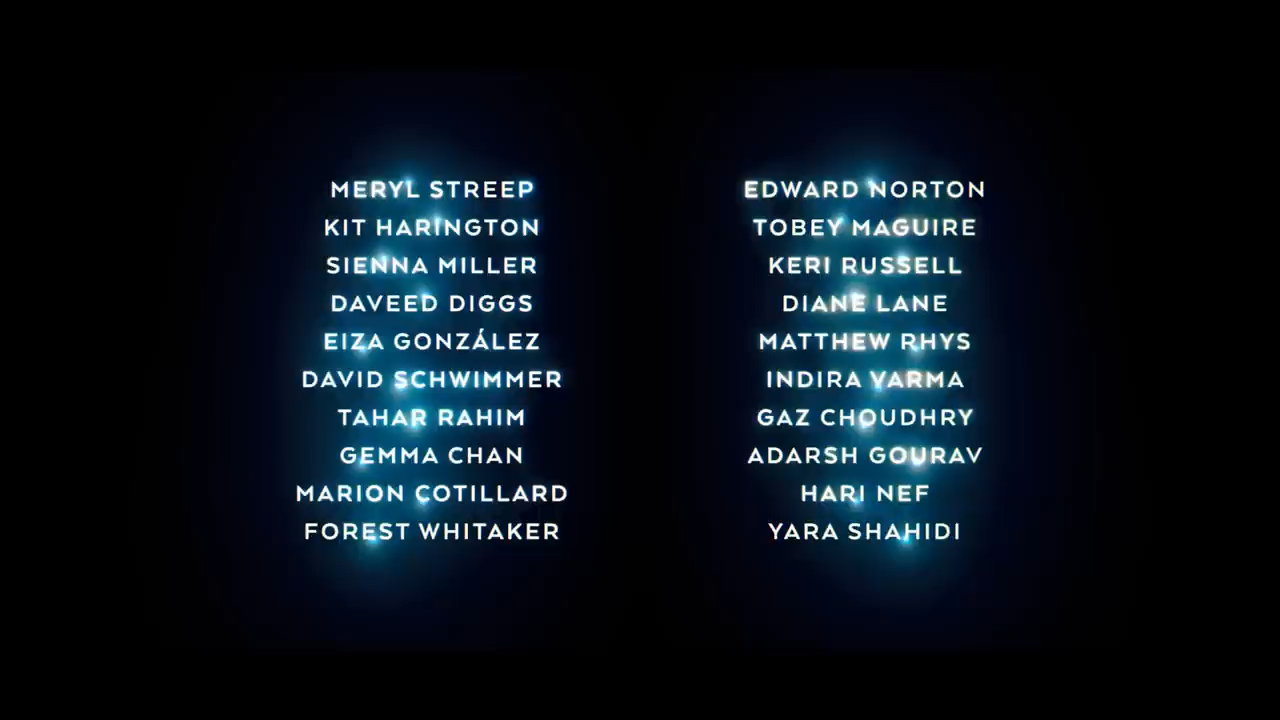 MERYL STREEP
KIT HARINGTON
SIENNA MILLER
DAVEED DIGGS
EIZA GONZÁLEZ
DAVID SCHWIMMER
TAHAR RAHIM
GEMMA CHAN
MARION COTILLARD
FOREST WHITAKER
EDWARD NORTON
TOBEY MAGUIRE
KERI RUSSELL
DIANE LANE
MATTHEW RHYS
INDIRA VARMA
GAZ CHOUDHRY
ADARSH GOURAV
HARI NEF
YARA SHAHIDI